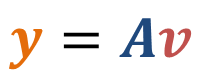 y = Av